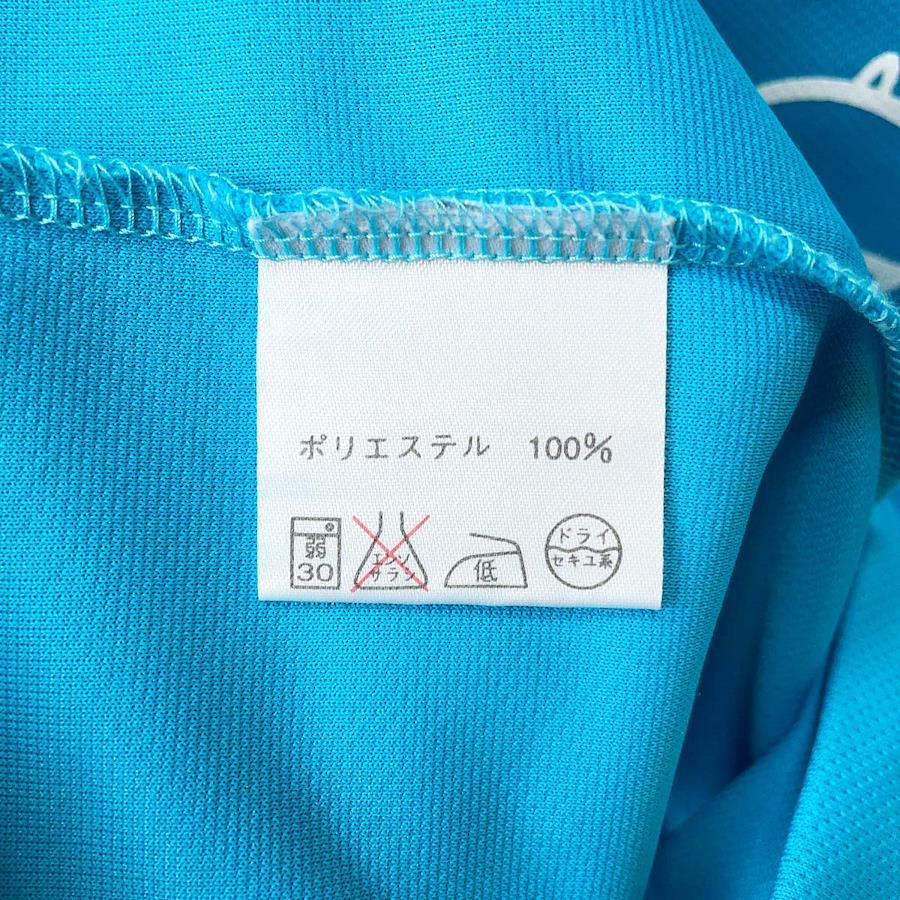 ポリエステル 100%
弱
30
エンソ
サラシ
低
ドライ
セキユ系